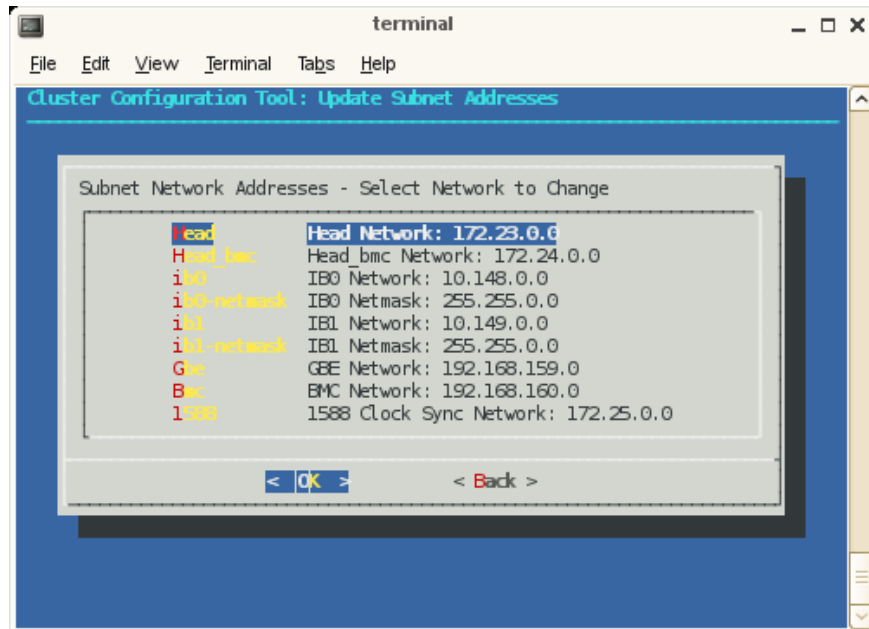 terminal
File Edit View Terminal Tabs Help
Cluster Configuration Tool: Update Subnet Addresses
Subnet Network Addresses - Select Network to Change
Head Head Network: 172.23.0.0
Head_bmc Head_bmc Network: 172.24.0.0
ib0 IB0 Network: 10.148.0.0
ib0-netmask IB0 Netmask: 255.255.0.0
ib1 IB1 Network: 10.149.0.0
ib1-netmask IB1 Netmask: 255.255.0.0
Gbe GBE Network: 192.168.159.0
Bmc BMC Network: 192.168.160.0
1588 1588 Clock Sync Network: 172.25.0.0
< OK > < Back >